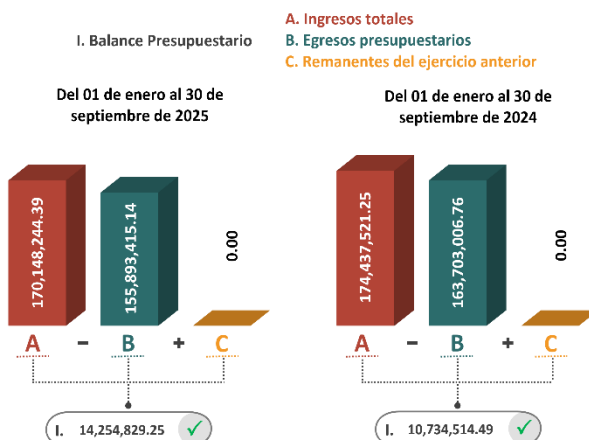 I. Balance Presupuestario
A. Ingresos totales
B. Egresos presupuestarios
C. Remanentes del ejercicio anterior
Del 01 de enero al 30 de
septiembre de 2025
170,148,244.39
155,893,415.14
0.00
A - B + C
I. 14,254,829.25 ✓
Del 01 de enero al 30 de
septiembre de 2024
174,437,521.25
163,703,006.76
0.00
A - B + C
I. 10,734,514.49 ✓